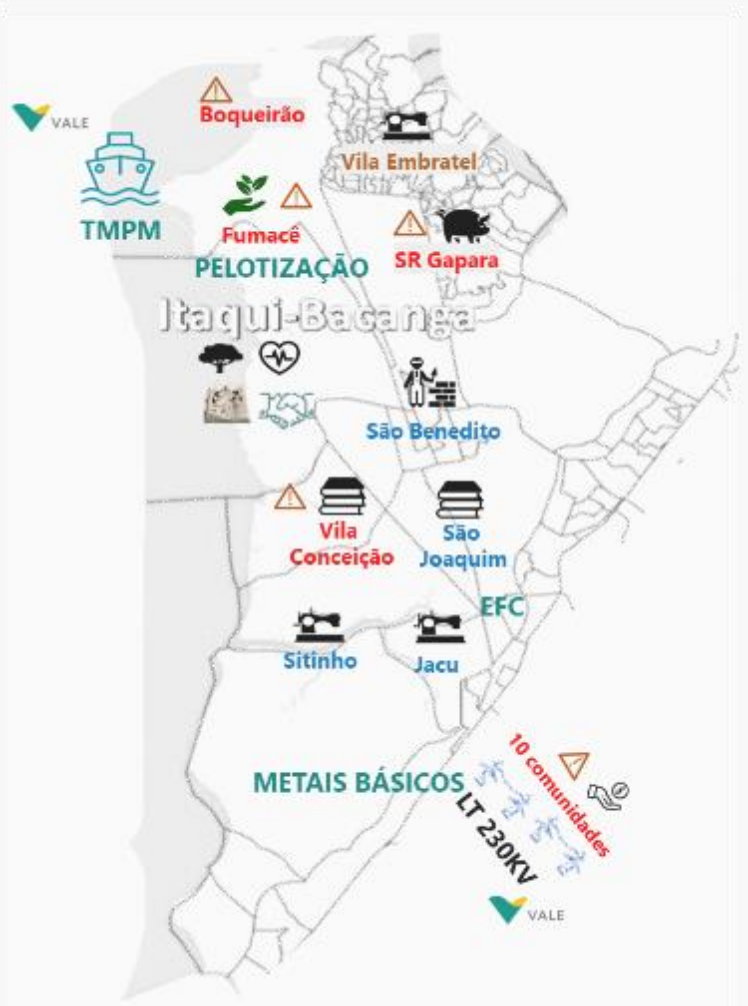 Boqueirão
VALE
Vila Embratel
TMPM
Fumacê
SR Gapara
PELOTIZAÇÃO
Itaqui-Bacanga
São Benedito
Vila
Conceição
São
Joaquim
EFC
Sitinho
Jacu
10 comunidades
METAIS BÁSICOS
LT 230KV
VALE